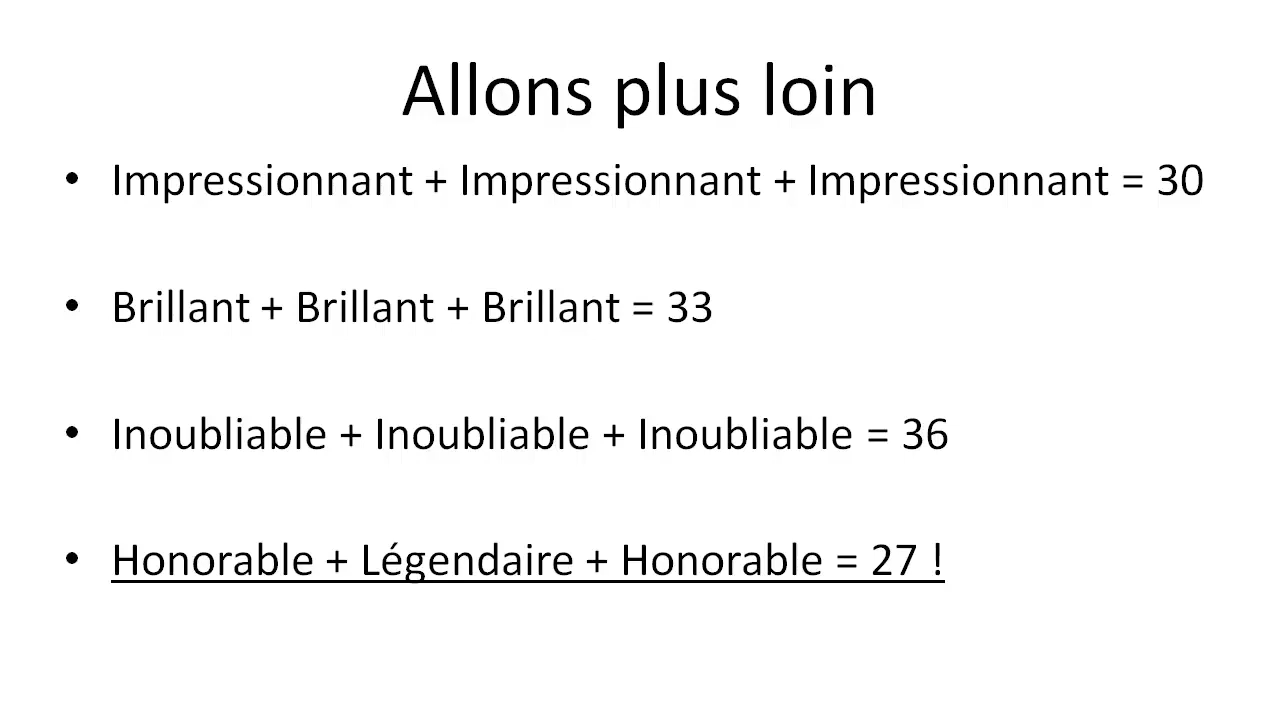 Allons plus loin
• Impressionnant + Impressionnant + Impressionnant = 30
• Brillant + Brillant + Brillant = 33
• Inoubliable + Inoubliable + Inoubliable = 36
• Honorable + Légendaire + Honorable = 27 !